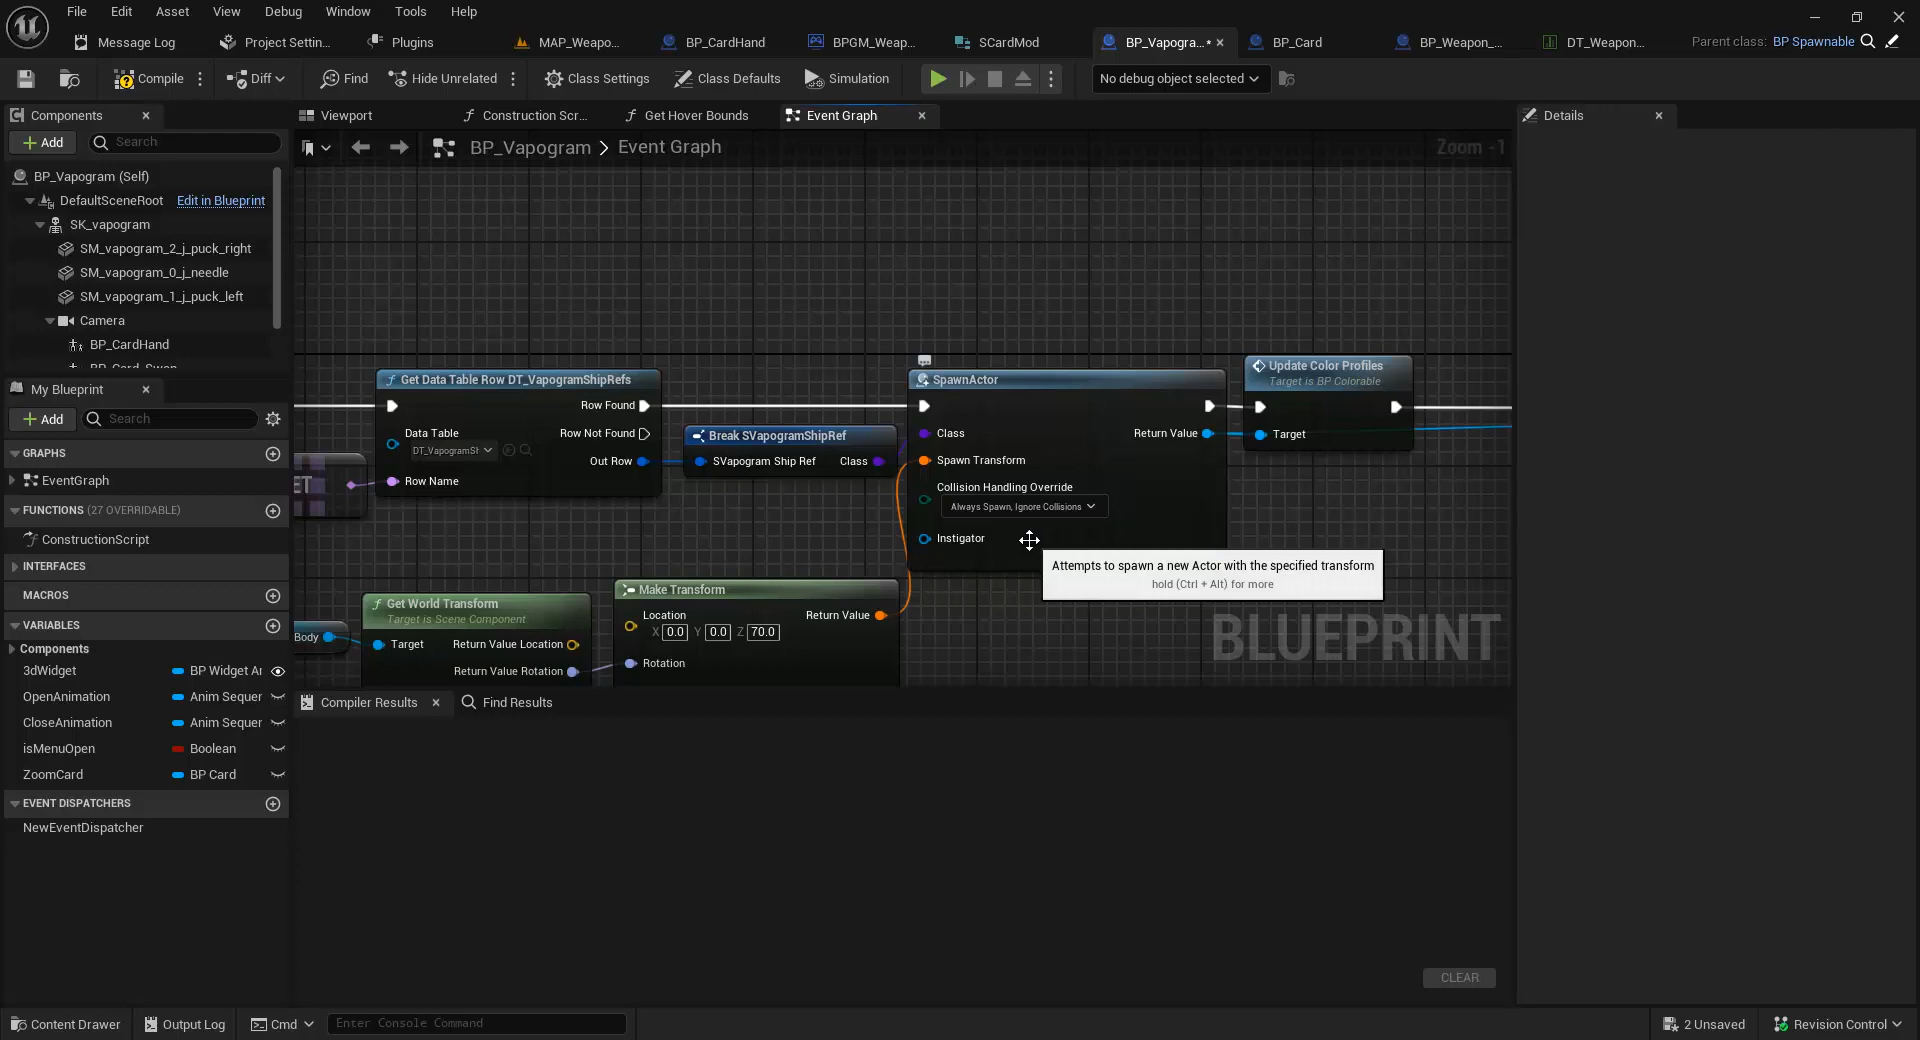 File Edit Asset View Debug Window Tools Help
Message Log Project Settin... Plugins MAP_Weapo... BP_CardHand BPGM_Weap... SCardMod BP_Vapogra...• BP_Card BP_Weapon_... DT_Weapon... Parent class: BP Spawnable
Compile Diff Find Hide Unrelated Class Settings Class Defaults Simulation No debug object selected
Components
Add Search
BP_Vapogram (Self)
DefaultSceneRoot Edit in Blueprint
SK_vapogram
SM_vapogram_2_j_puck_right
SM_vapogram_0_j_needle
SM_vapogram_1_j_puck_left
Camera
BP_CardHand
My Blueprint
Add Search
GRAPHS
EventGraph
FUNCTIONS (27 OVERRIDABLE)
ConstructionScript
INTERFACES
MACROS
VARIABLES
Components
3dWidget BP Widget Ar
OpenAnimation Anim Sequer
CloseAnimation Anim Sequer
isMenuOpen Boolean
ZoomCard BP Card
EVENT DISPATCHERS
NewEventDispatcher
Viewport Construction Scr... Get Hover Bounds Event Graph
BP_Vapogram > Event Graph Zoom -1
Get Data Table Row DT_VapogramShipRefs
Row Found
Data Table
DT_VapogramSh
Row Not Found
Out Row
Row Name
ET
Break SVapogramShipRef
SVapogram Ship Ref Class
SpawnActor
Class Return Value
Spawn Transform
Collision Handling Override
Always Spawn, Ignore Collisions
Instigator
Update Color Profiles
Target is BP Colorable
Target
Attempts to spawn a new Actor with the specified transform
hold (Ctrl + Alt) for more
Body
Get World Transform
Target is Scene Component
Target Return Value Location
Return Value Rotation
Make Transform
Location Return Value
X 0.0 Y 0.0 Z 70.0
Rotation
BLUEPRINT
Compiler Results Find Results
CLEAR
Details
Content Drawer Output Log Cmd Enter Console Command 2 Unsaved Revision Control